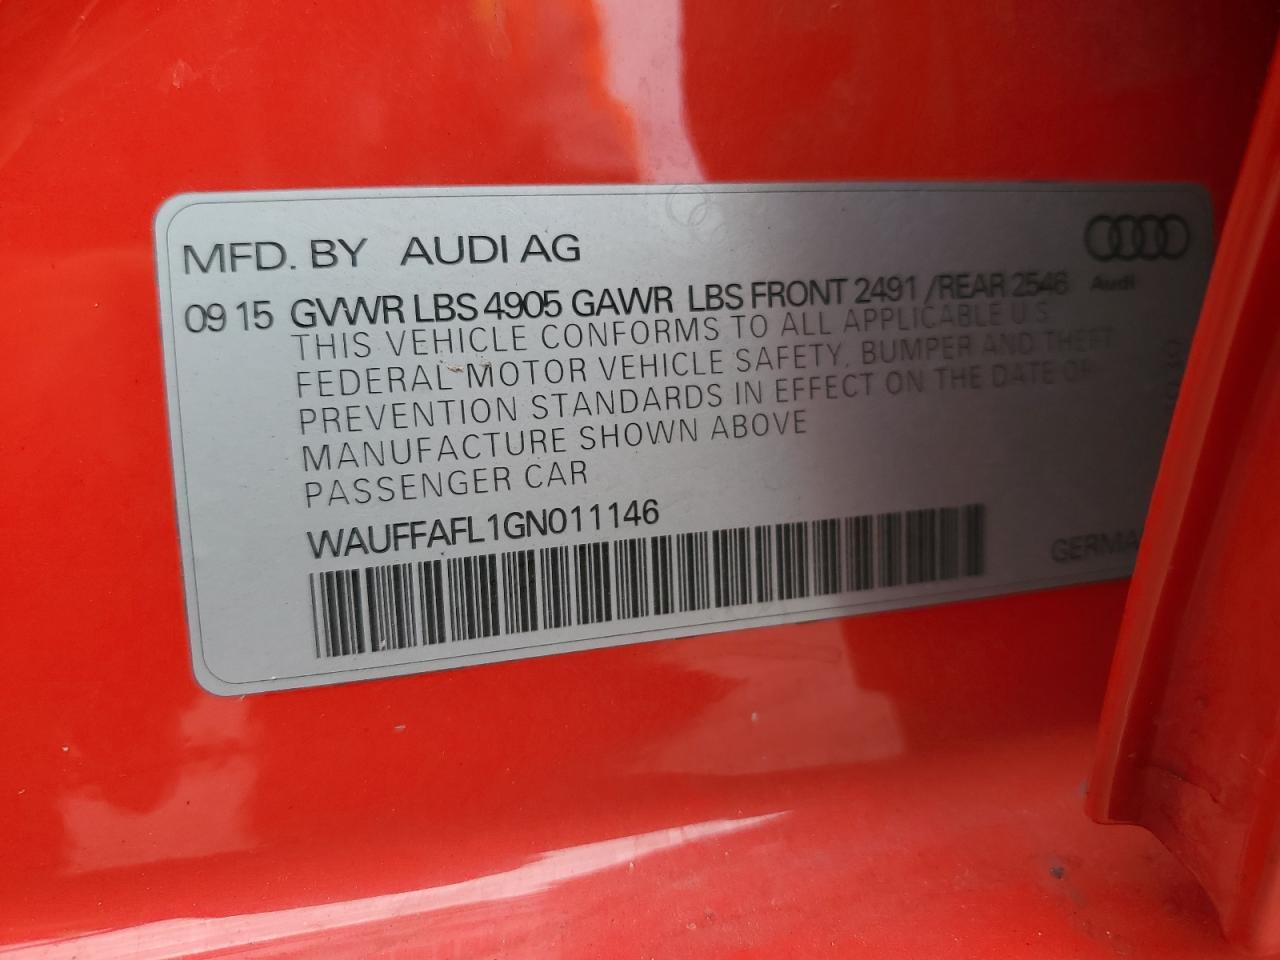 MFD. BY AUDI AG
Audi
09 15 GVWR LBS 4905 GAWR LBS FRONT 2491 /REAR 2546
THIS VEHICLE CONFORMS TO ALL APPLICABLE U.S.
FEDERAL MOTOR VEHICLE SAFETY, BUMPER AND THEFT
PREVENTION STANDARDS IN EFFECT ON THE DATE OF
MANUFACTURE SHOWN ABOVE
PASSENGER CAR
WAUFFAFL1GN011146
GERMA